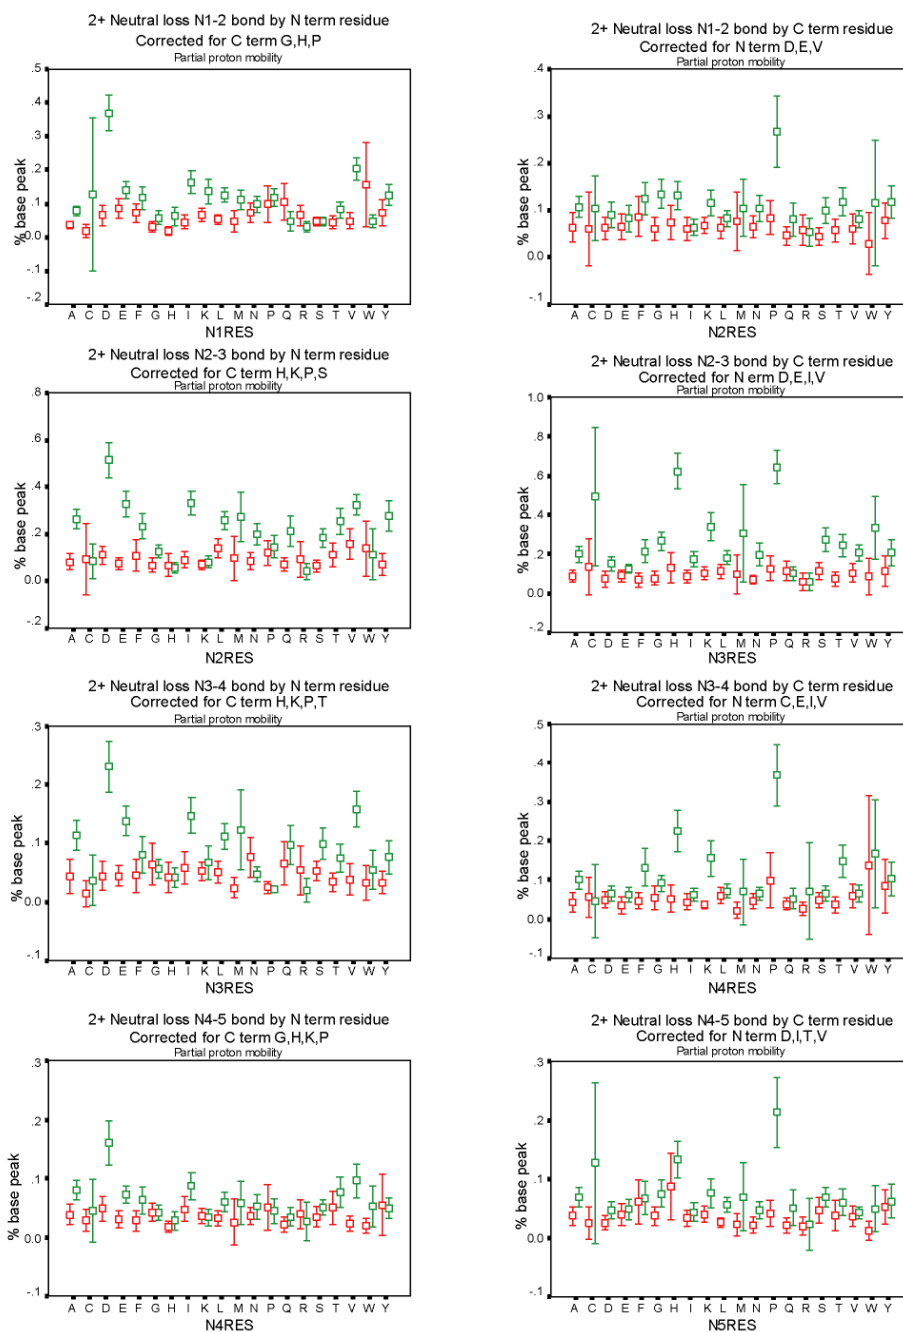 2+ Neutral loss N1-2 bond by N term residue
Corrected for C term G,H,P
Partial proton mobility
% base peak
.5
.4
.3
.2
.1
0.0
-.1
-.2
A C D E F G H I K L M N P Q R S T V W Y
N1RES
2+ Neutral loss N1-2 bond by C term residue
Corrected for N term D,E,V
Partial proton mobility
% base peak
.4
.3
.2
.1
0.0
-.1
A C D E F G H I K L M N P Q R S T V W Y
N2RES
2+ Neutral loss N2-3 bond by N term residue
Corrected for C term H,K,P,S
Partial proton mobility
% base peak
.8
.6
.4
.2
0.0
-.2
A C D E F G H I K L M N P Q R S T V W Y
N2RES
2+ Neutral loss N2-3 bond by C term residue
Corrected for N erm D,E,I,V
Partial proton mobility
% base peak
1.0
.8
.6
.4
.2
0.0
-.2
A C D E F G H I K L M N P Q R S T V W Y
N3RES
2+ Neutral loss N3-4 bond by N term residue
Corrected for C term H,K,P,T
Partial proton mobility
% base peak
.3
.2
.1
0.0
-.1
A C D E F G H I K L M N P Q R S T V W Y
N3RES
2+ Neutral loss N3-4 bond by C term residue
Corrected for N term C,E,I,V
Partial proton mobility
% base peak
.5
.4
.3
.2
.1
0.0
-.1
A C D E F G H I K L M N P Q R S T V W Y
N4RES
2+ Neutral loss N4-5 bond by N term residue
Corrected for C term G,H,K,P
Partial proton mobility
% base peak
.3
.2
.1
0.0
-.1
A C D E F G H I K L M N P Q R S T V W Y
N4RES
2+ Neutral loss N4-5 bond by C term residue
Corrected for N term D,I,T,V
Partial proton mobility
% base peak
.3
.2
.1
0.0
-.1
A C D E F G H I K L M N P Q R S T V W Y
N5RES